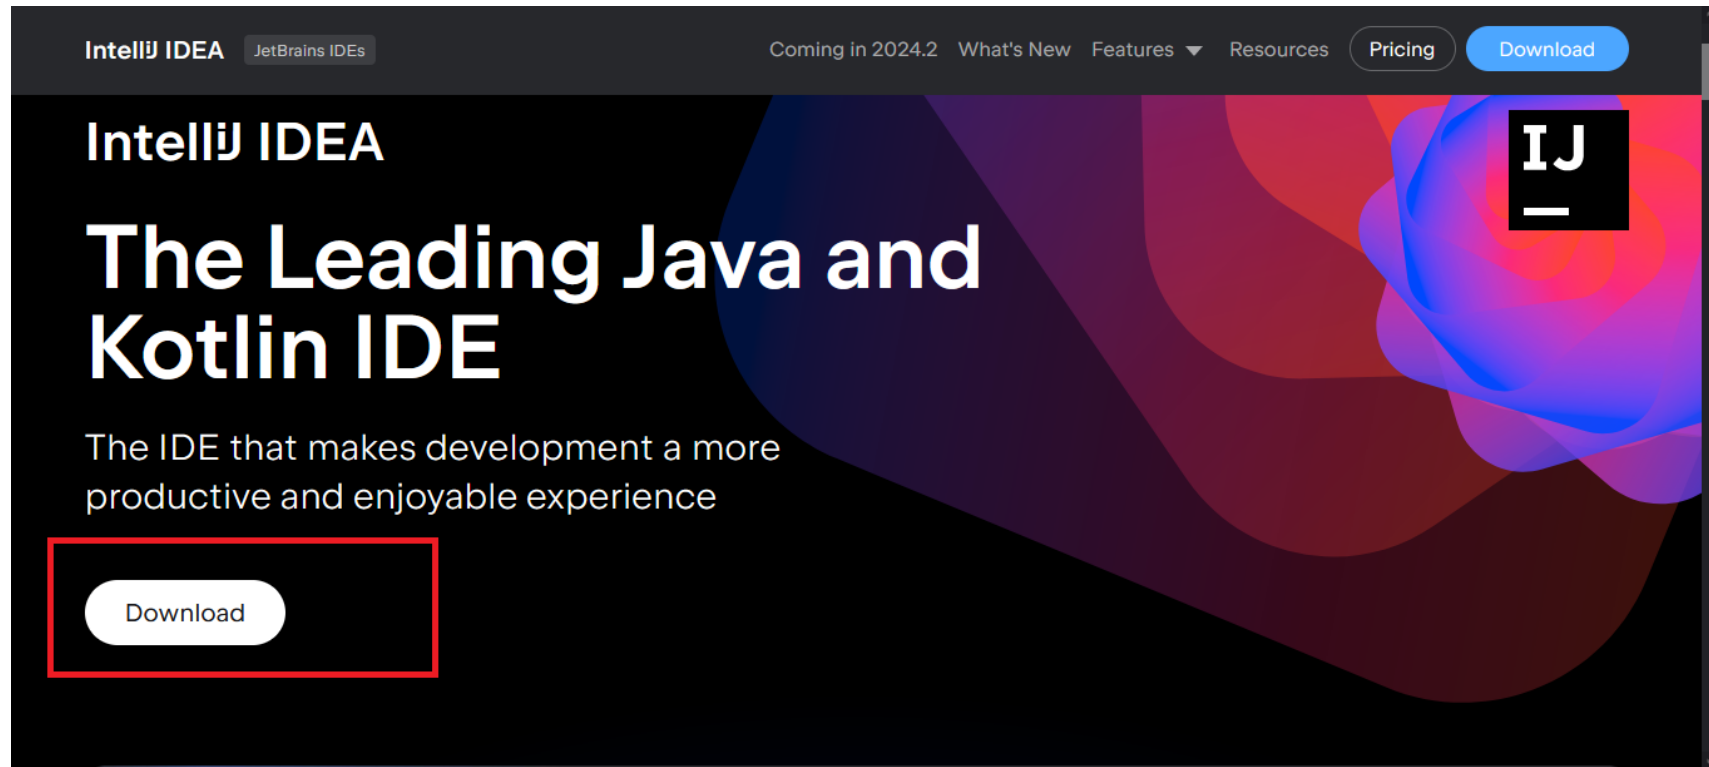 IntelliJ IDEA JetBrains IDEs Coming in 2024.2 What's New Features Resources Pricing Download
IntelliJ IDEA
IJ
The Leading Java and
Kotlin IDE
The IDE that makes development a more
productive and enjoyable experience
Download